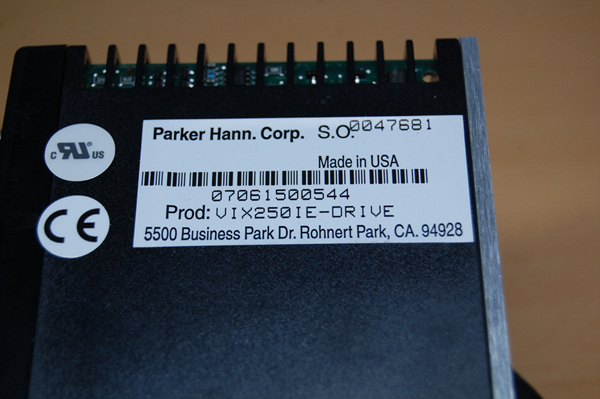 Parker Hann. Corp. S.O. 0047681
Made in USA
07061500544
Prod: VIX250IE-DRIVE
5500 Business Park Dr. Rohnert Park, CA. 94928
C RU US
CE